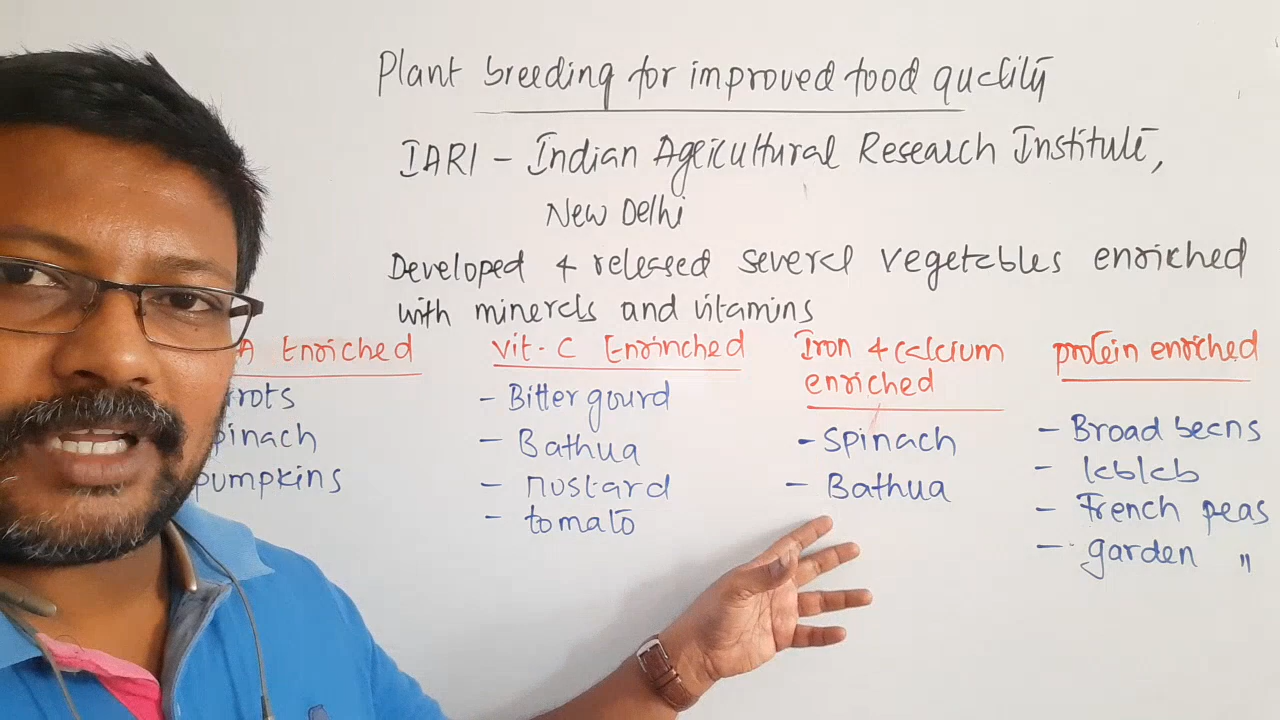 Plant breeding for improved food quality
IARI - Indian Agricultural Research Institute,
New Delhi
Developed & released several vegetables enriched
with minerals and vitamins
A Enriched
rrots
pinach
pumpkins
vit-C Enrinched
- Bitter gourd
- Bathua
- Mustard
- tomato
Iron & calcium
enriched
- Spinach
- Bathua
protein enriched
- Broad beans
- lablab
- French peas
- garden "